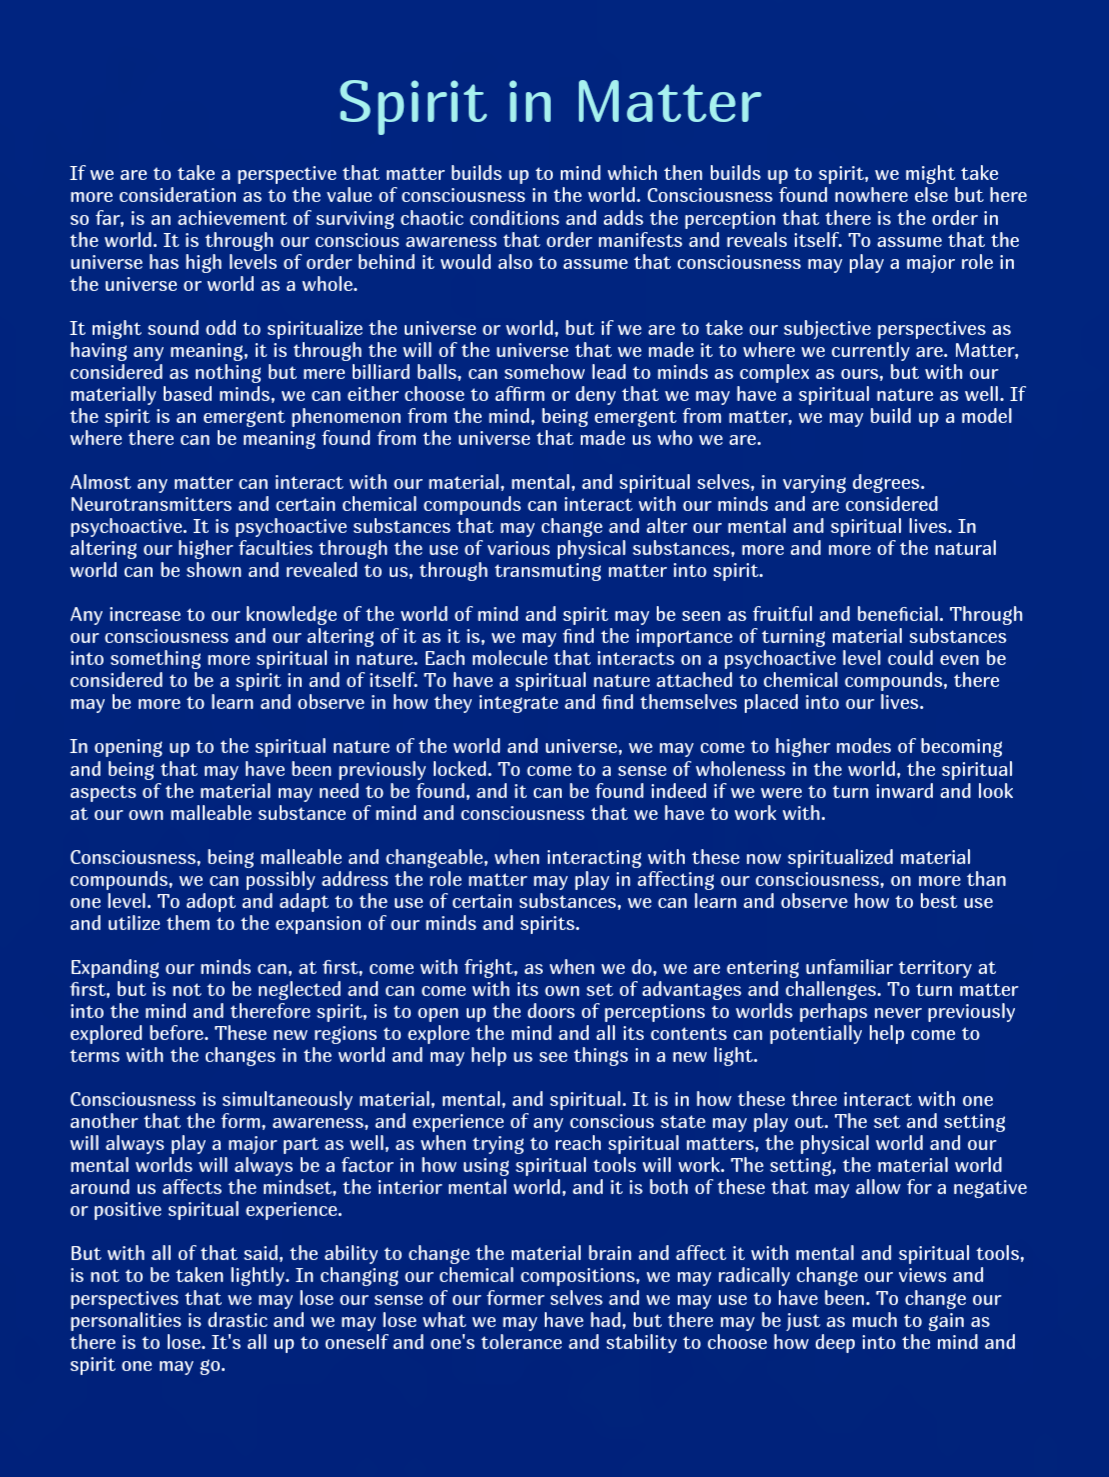 Spirit in Matter
If we are to take a perspective that matter builds up to mind which then builds up to spirit, we might take
more consideration as to the value of consciousness in the world. Consciousness found nowhere else but here
so far, is an achievement of surviving chaotic conditions and adds the perception that there is the order in
the world. It is through our conscious awareness that order manifests and reveals itself. To assume that the
universe has high levels of order behind it would also to assume that consciousness may play a major role in
the universe or world as a whole.
It might sound odd to spiritualize the universe or world, but if we are to take our subjective perspectives as
having any meaning, it is through the will of the universe that we made it to where we currently are. Matter,
considered as nothing but mere billiard balls, can somehow lead to minds as complex as ours, but with our
materially based minds, we can either choose to affirm or deny that we may have a spiritual nature as well. If
the spirit is an emergent phenomenon from the mind, being emergent from matter, we may build up a model
where there can be meaning found from the universe that made us who we are.
Almost any matter can interact with our material, mental, and spiritual selves, in varying degrees.
Neurotransmitters and certain chemical compounds can interact with our minds and are considered
psychoactive. It is psychoactive substances that may change and alter our mental and spiritual lives. In
altering our higher faculties through the use of various physical substances, more and more of the natural
world can be shown and revealed to us, through transmuting matter into spirit.
Any increase to our knowledge of the world of mind and spirit may be seen as fruitful and beneficial. Through
our consciousness and our altering of it as it is, we may find the importance of turning material substances
into something more spiritual in nature. Each molecule that interacts on a psychoactive level could even be
considered to be a spirit in and of itself. To have a spiritual nature attached to chemical compounds, there
may be more to learn and observe in how they integrate and find themselves placed into our lives.
In opening up to the spiritual nature of the world and universe, we may come to higher modes of becoming
and being that may have been previously locked. To come to a sense of wholeness in the world, the spiritual
aspects of the material may need to be found, and it can be found indeed if we were to turn inward and look
at our own malleable substance of mind and consciousness that we have to work with.
Consciousness, being malleable and changeable, when interacting with these now spiritualized material
compounds, we can possibly address the role matter may play in affecting our consciousness, on more than
one level. To adopt and adapt to the use of certain substances, we can learn and observe how to best use
and utilize them to the expansion of our minds and spirits.
Expanding our minds can, at first, come with fright, as when we do, we are entering unfamiliar territory at
first, but is not to be neglected and can come with its own set of advantages and challenges. To turn matter
into the mind and therefore spirit, is to open up the doors of perceptions to worlds perhaps never previously
explored before. These new regions to explore the mind and all its contents can potentially help come to
terms with the changes in the world and may help us see things in a new light.
Consciousness is simultaneously material, mental, and spiritual. It is in how these three interact with one
another that the form, awareness, and experience of any conscious state may play out. The set and setting
will always play a major part as well, as when trying to reach spiritual matters, the physical world and our
mental worlds will always be a factor in how using spiritual tools will work. The setting, the material world
around us affects the mindset, the interior mental world, and it is both of these that may allow for a negative
or positive spiritual experience.
But with all of that said, the ability to change the material brain and affect it with mental and spiritual tools,
is not to be taken lightly. In changing our chemical compositions, we may radically change our views and
perspectives that we may lose our sense of our former selves and we may use to have been. To change our
personalities is drastic and we may lose what we may have had, but there may be just as much to gain as
there is to lose. It's all up to oneself and one's tolerance and stability to choose how deep into the mind and
spirit one may go.